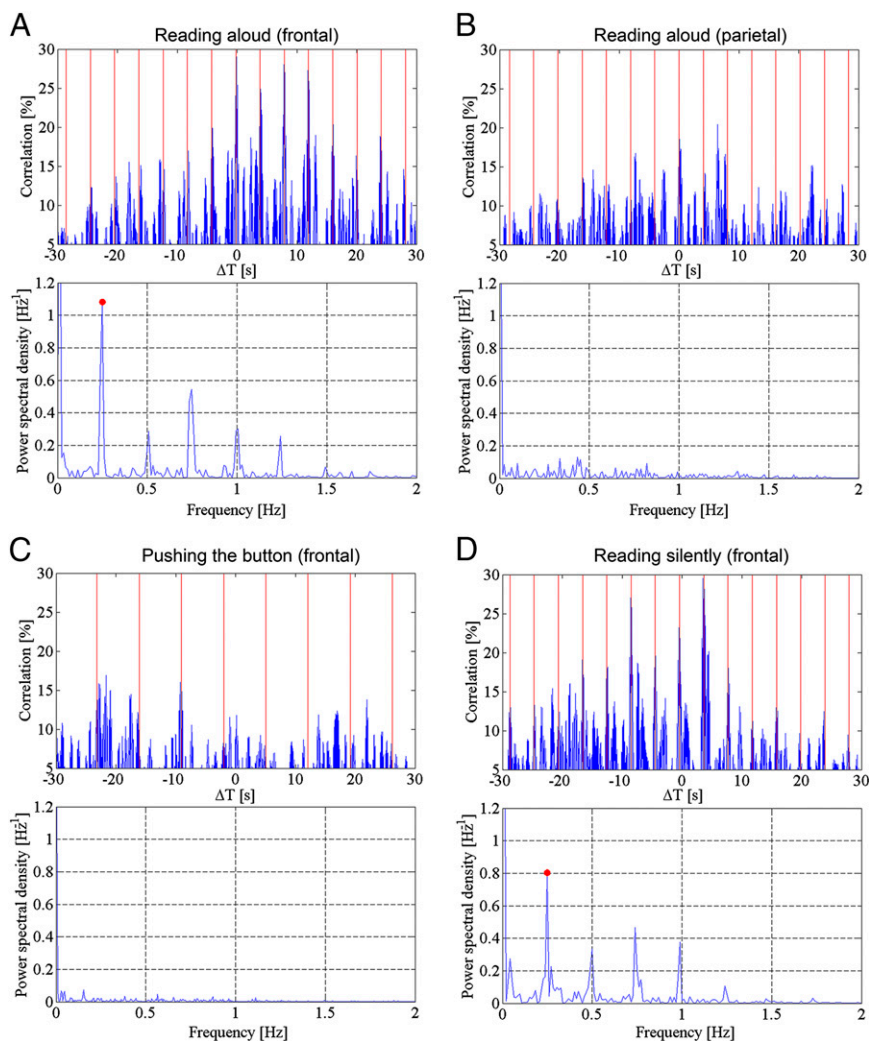 A
Reading aloud (frontal)
Correlation [%]
30
25
20
15
10
5
-30 -20 -10 0 10 20 30
ΔT [s]
Power spectral density [Hz̄¹]
1.2
1
0.8
0.6
0.4
0.2
0
0 0.5 1 1.5 2
Frequency [Hz]
B
Reading aloud (parietal)
Correlation [%]
30
25
20
15
10
5
-30 -20 -10 0 10 20 30
ΔT [s]
Power spectral density [Hz̄¹]
1.2
1
0.8
0.6
0.4
0.2
0
0 0.5 1 1.5 2
Frequency [Hz]
C
Pushing the button (frontal)
Correlation [%]
30
25
20
15
10
5
-30 -20 -10 0 10 20 30
ΔT [s]
Power spectral density [Hz̄¹]
1.2
1
0.8
0.6
0.4
0.2
0
0 0.5 1 1.5 2
Frequency [Hz]
D
Reading silently (frontal)
Correlation [%]
30
25
20
15
10
5
-30 -20 -10 0 10 20 30
ΔT [s]
Power spectral density [Hz̄¹]
1.2
1
0.8
0.6
0.4
0.2
0
0 0.5 1 1.5 2
Frequency [Hz]